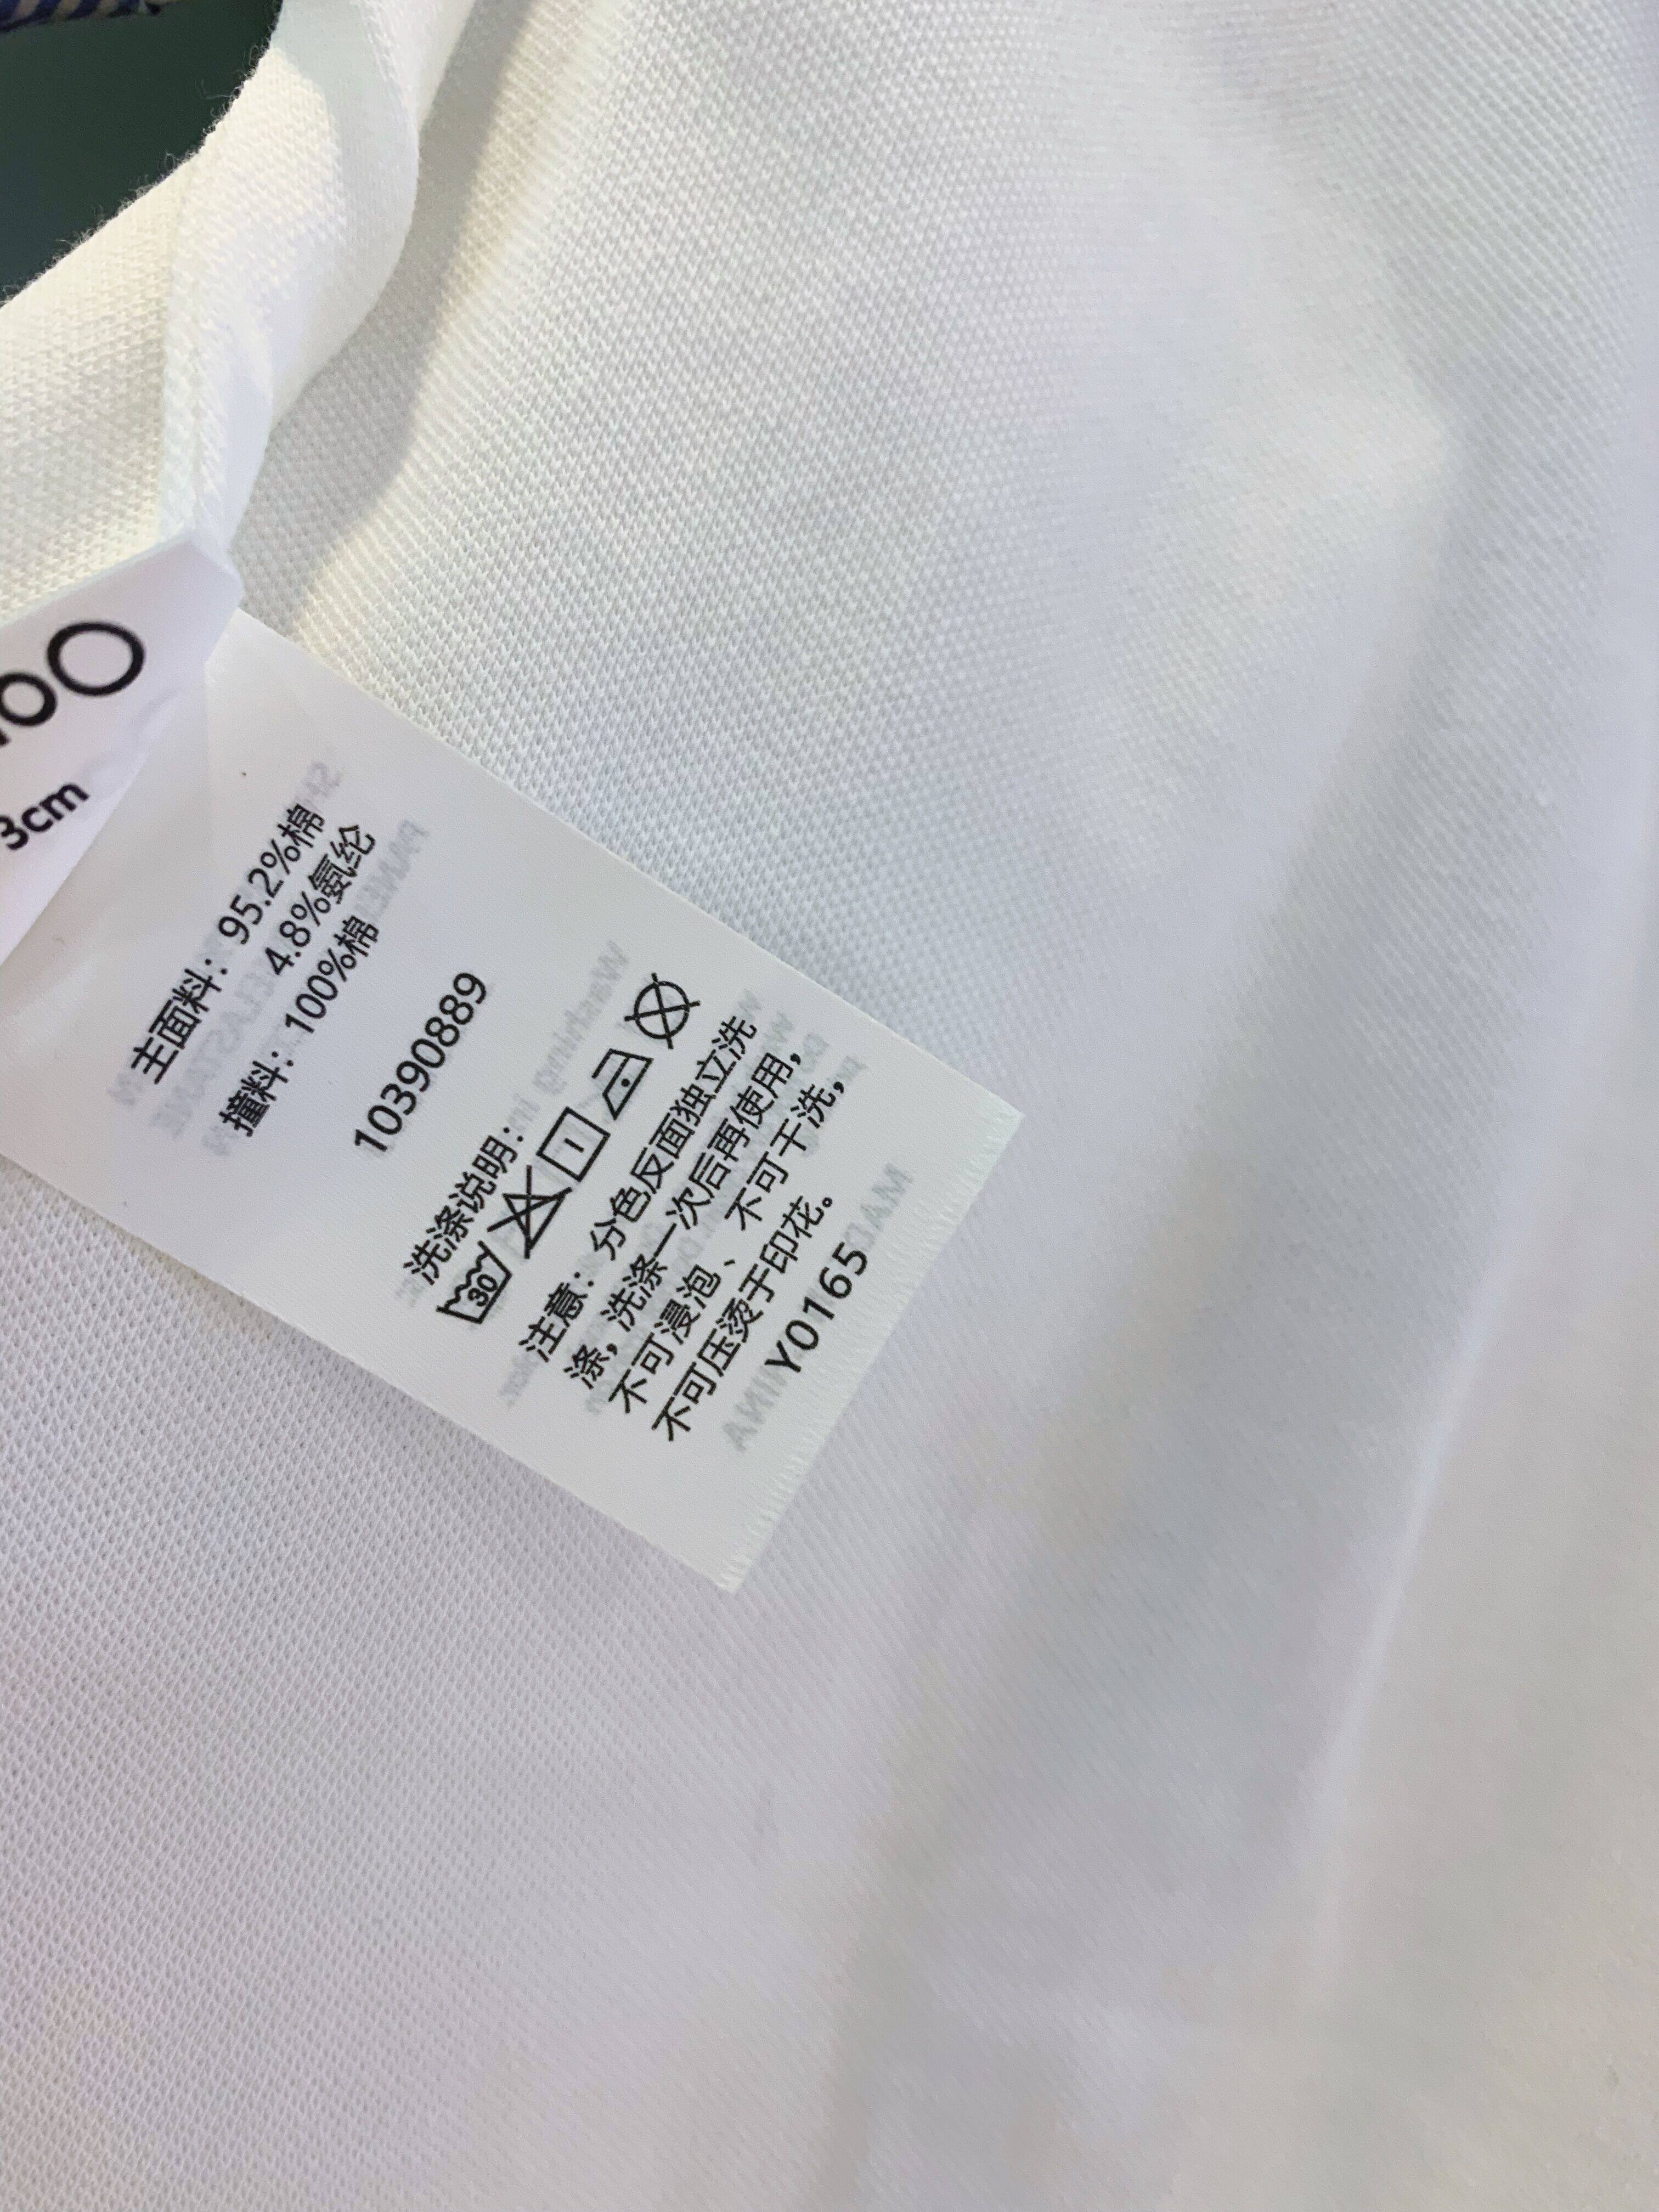 3cm
主面料：95.2%棉
4.8%氨纶
撞料：100%棉
10390889
洗涤说明：
30
注意：分色反面独立洗
涤，洗涤一次后再使用，
不可浸泡、不可干洗，
不可压烫于印花。
Y0165